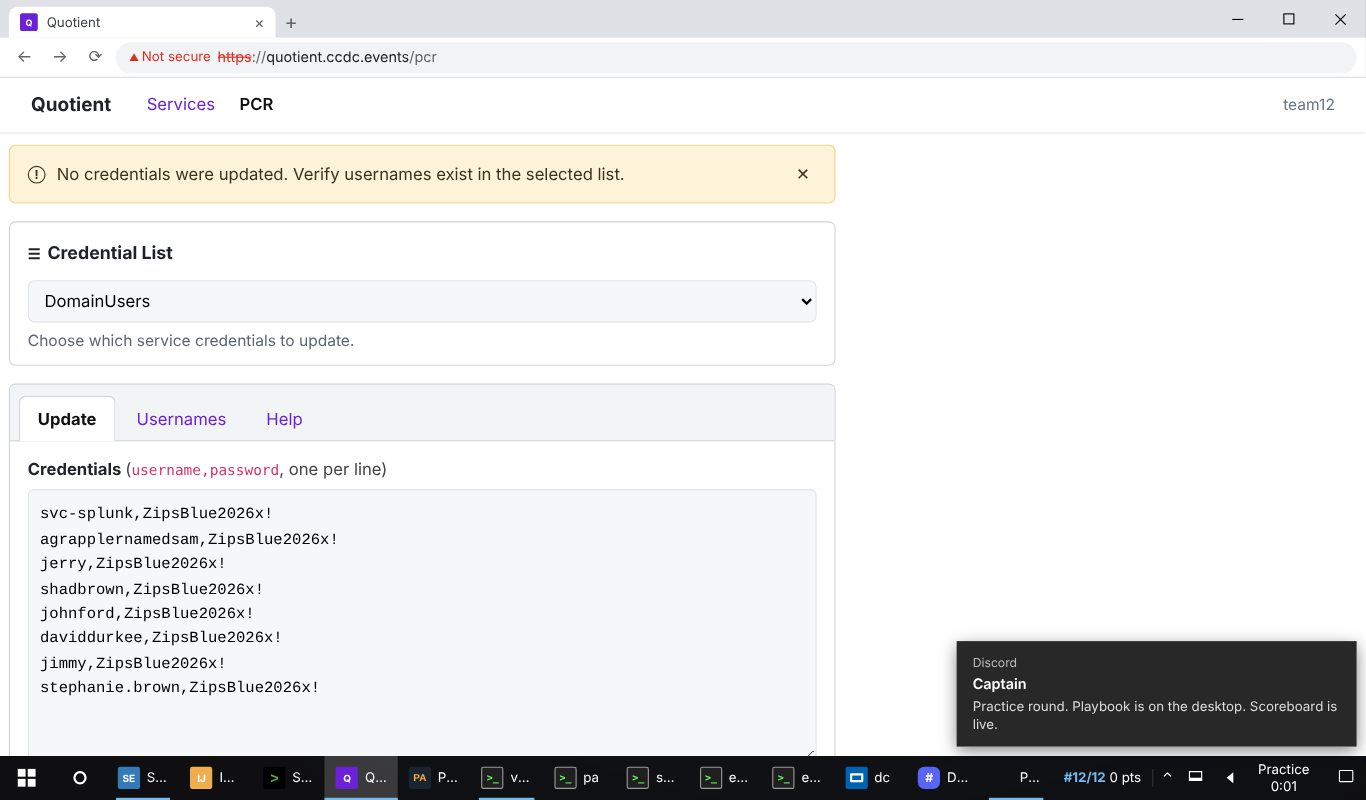 Q Quotient
Not secure https://quotient.ccdc.events/pcr
Quotient Services PCR team12
No credentials were updated. Verify usernames exist in the selected list.
Credential List
DomainUsers
Choose which service credentials to update.
Update Usernames Help
Credentials (username,password, one per line)
svc-splunk,ZipsBlue2026x!
agrapplernamedsam,ZipsBlue2026x!
jerry,ZipsBlue2026x!
shadbrown,ZipsBlue2026x!
johnford,ZipsBlue2026x!
daviddurkee,ZipsBlue2026x!
jimmy,ZipsBlue2026x!
stephanie.brown,ZipsBlue2026x!
Discord
Captain
Practice round. Playbook is on the desktop. Scoreboard is
live.
SE S... IJ I... > S... Q Q... PA P... >_ v... >_ pa >_ s... >_ e... >_ e... dc # D... P... #12/12 0 pts ^ Practice
0:01